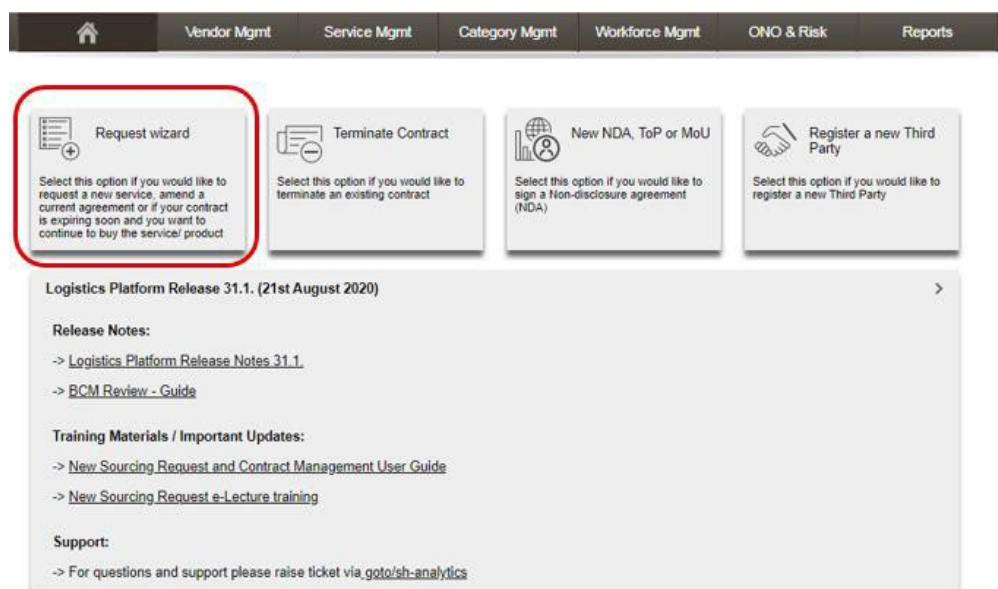 Vendor Mgmt Service Mgmt Category Mgmt Workforce Mgmt ONO & Risk Reports
Request wizard
Select this option if you would like to
request a new service, amend a
current agreement or if your contract
is expiring soon and you want to
continue to buy the service/ product
Terminate Contract
Select this option if you would like to
terminate an existing contract
New NDA, ToP or MoU
Select this option if you would like to
sign a Non-disclosure agreement
(NDA)
Register a new Third
Party
Select this option if you would like to
register a new Third Party
Logistics Platform Release 31.1. (21st August 2020)
Release Notes:
-> Logistics Platform Release Notes 31.1.
-> BCM Review - Guide
Training Materials / Important Updates:
-> New Sourcing Request and Contract Management User Guide
-> New Sourcing Request e-Lecture training
Support:
-> For questions and support please raise ticket via goto/sh-analytics